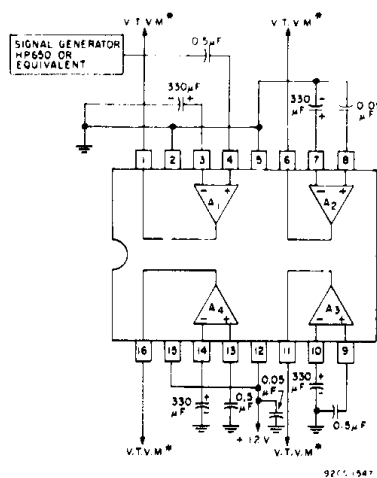 V.T.V.M* V.T.V.M*
SIGNAL GENERATOR
HP650 OR
EQUIVALENT
0.5μF
330μF
- +
330
μF
-
+
μF
1 2 3 4 5 6 7 8
- + - +
A1 A2
A4 A3
- + - +
16 15 14 13 12 11 10 9
330
μF
+
-
0.5
μF
0.05
μF
330
μF
+
-
0.5μF
+12V
V.T.V.M* V.T.V.M*